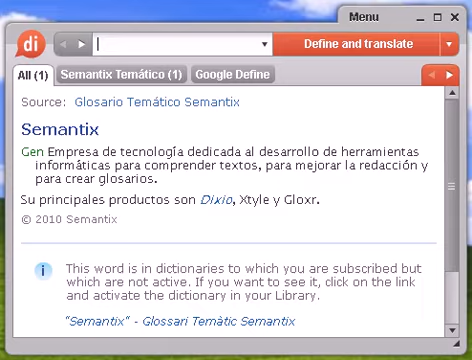 Menu
di
Define and translate
All (1)
Semantix Temático (1)
Google Define
Source: Glosario Temático Semantix
Semantix
Gen Empresa de tecnología dedicada al desarrollo de herramientas
informáticas para comprender textos, para mejorar la redacción y
para crear glosarios.
Su principales productos son Dixio, Xtyle y Gloxr.
© 2010 Semantix
i
This word is in dictionaries to which you are subscribed but
which are not active. If you want to see it, click on the link
and activate the dictionary in your Library.
"Semantix" - Glossari Temàtic Semantix